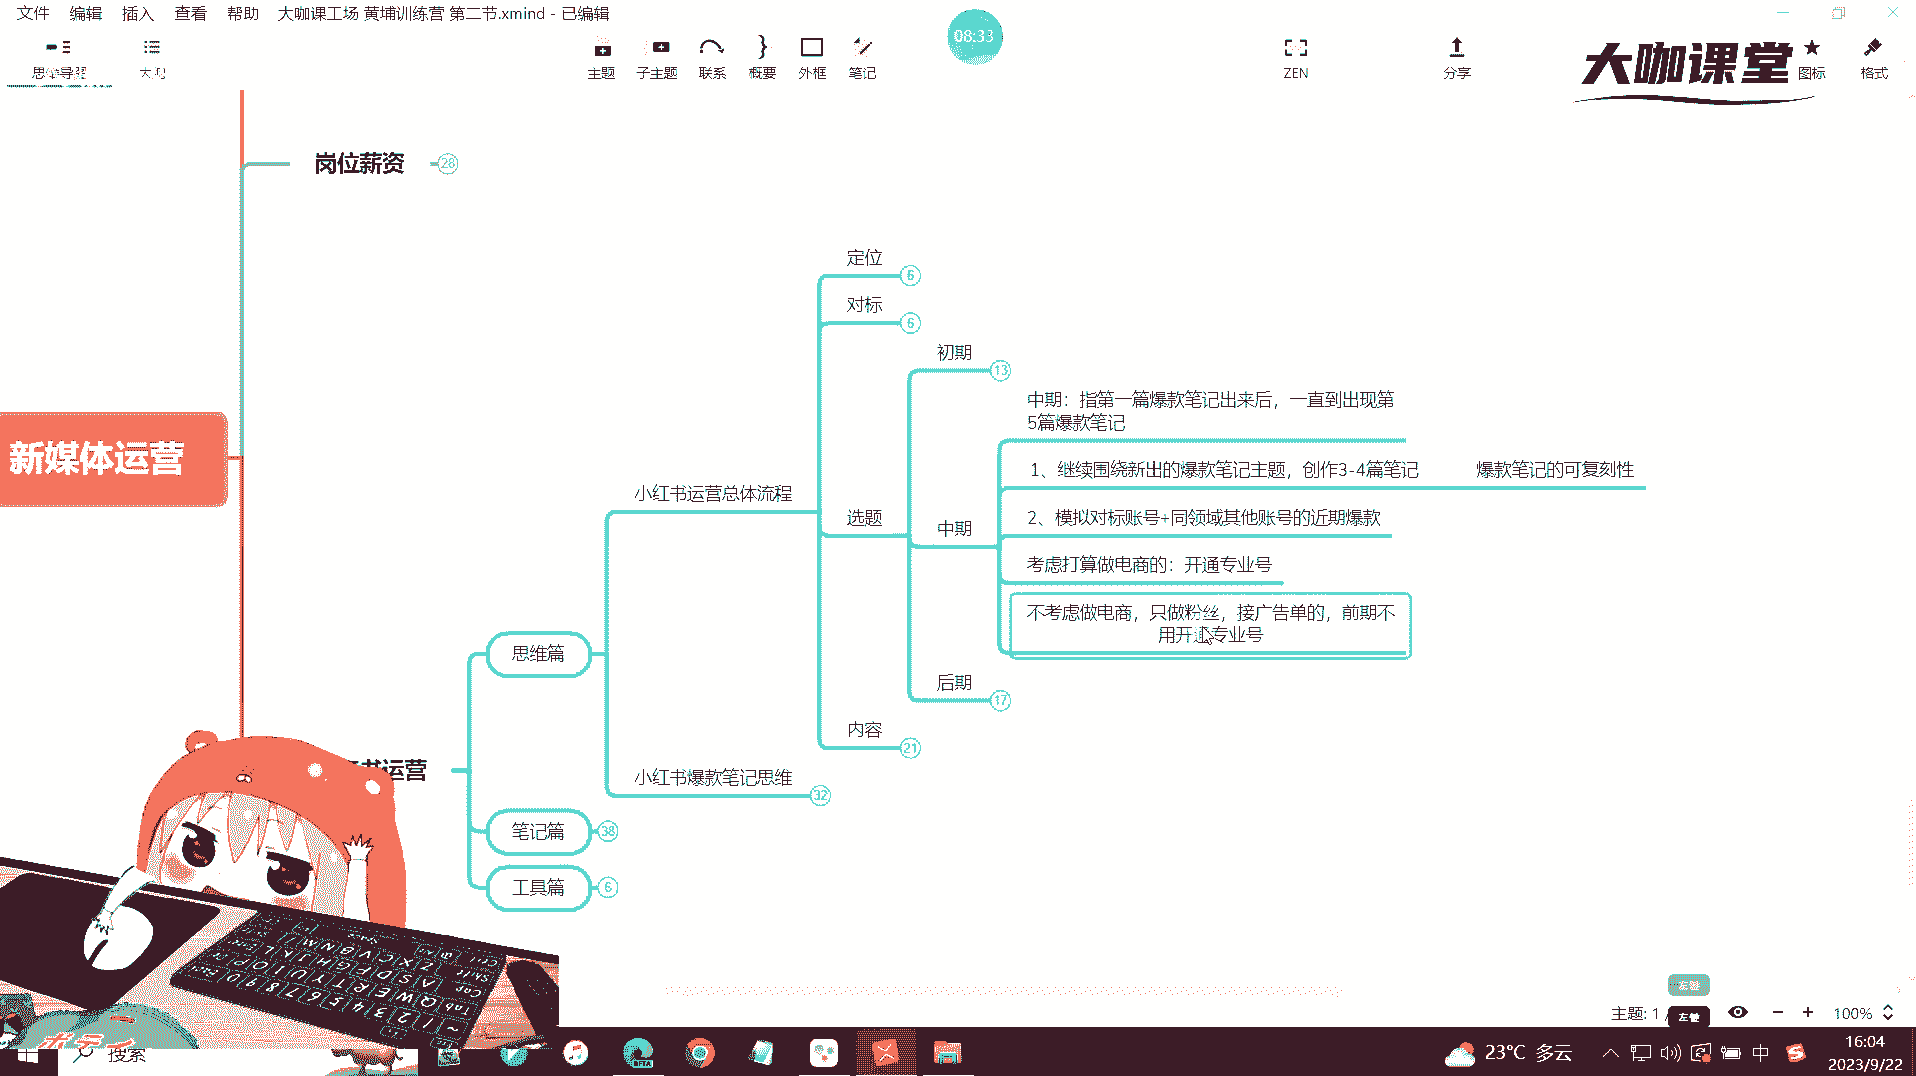 文件 编辑 插入 查看 帮助 大咖课工场 黄埔训练营 第二节.xmind - 已编辑
08:33
思维导图 大纲 主题 子主题 联系 概要 外框 笔记 ZEN 分享 图标 格式
大咖课堂
岗位薪资 28
定位 6
对标 6
初期 13
中期：指第一篇爆款笔记出来后，一直到出现第
5篇爆款笔记
新媒体运营
1、继续围绕新出的爆款笔记主题，创作3-4篇笔记 爆款笔记的可复刻性
小红书运营总体流程
选题
2、模拟对标账号+同领域其他账号的近期爆款
中期
考虑打算做电商的：开通专业号
不考虑做电商，只做粉丝，接广告单的，前期不
用开通专业号
思维篇
后期 17
内容 21
书运营
小红书爆款笔记思维 32
笔记篇 38
工具篇 6
左键
主题: 1 /
左键
100%
搜索
BETA
23°C 多云
中
16:04
2023/9/22